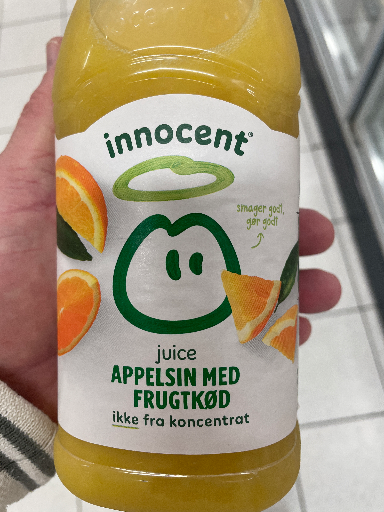 innocent®
smager godt,
gør godt
juice
APPELSIN MED
FRUGTKØD
ikke fra koncentrat